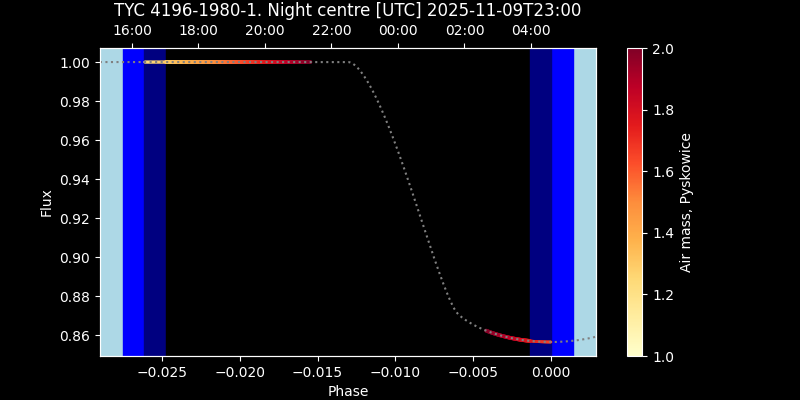 TYC 4196-1980-1. Night centre [UTC] 2025-11-09T23:00
16:00 18:00 20:00 22:00 00:00 02:00 04:00
1.00
0.98
0.96
0.94
0.92
0.90
0.88
0.86
Flux
−0.025 −0.020 −0.015 −0.010 −0.005 0.000
Phase
2.0
1.8
1.6
1.4
1.2
1.0
Air mass, Pyskowice